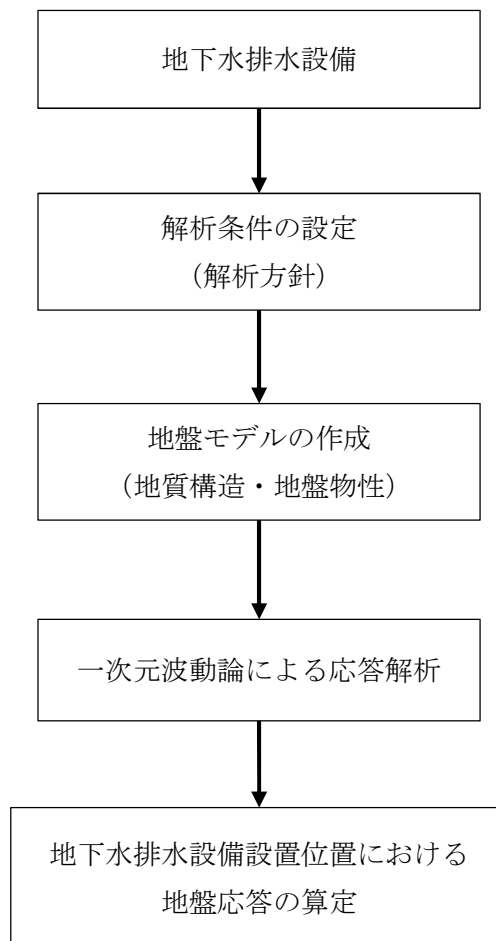 地下水排水設備
解析条件の設定
（解析方針）
地盤モデルの作成
（地質構造・地盤物性）
一次元波動論による応答解析
地下水排水設備設置位置における
地盤応答の算定